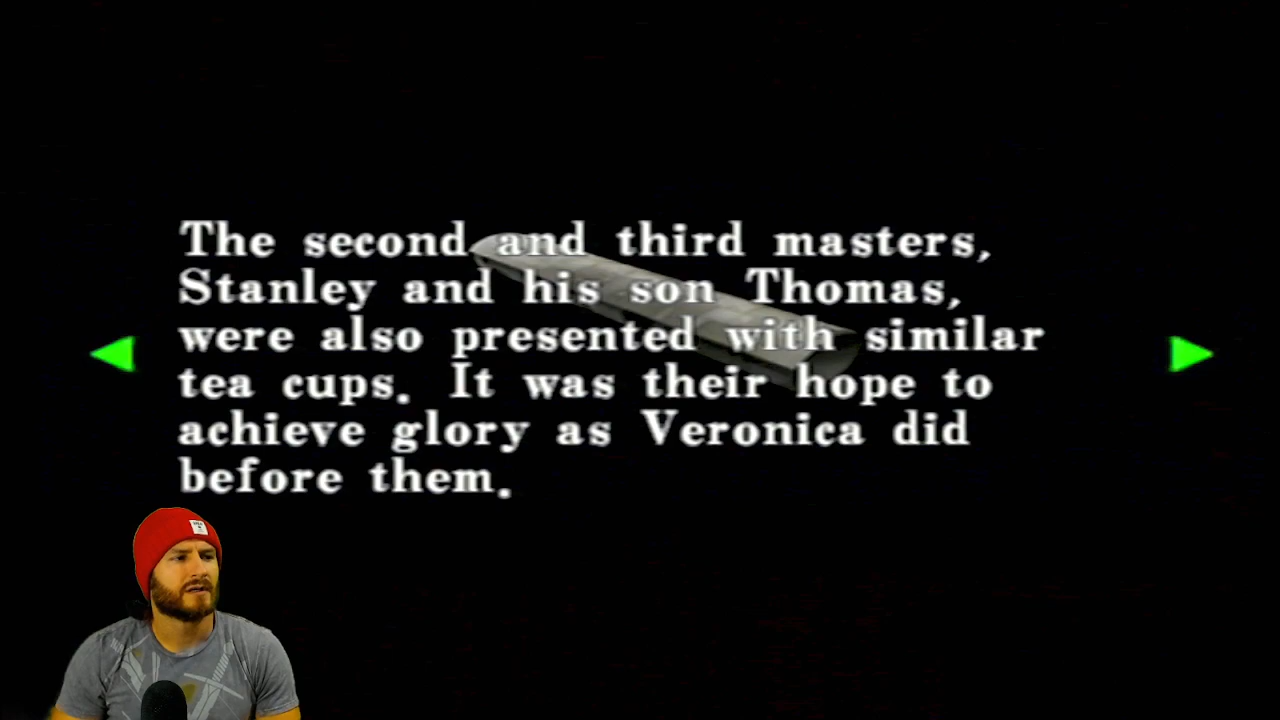 The second and third masters,
Stanley and his son Thomas,
were also presented with similar
tea cups. It was their hope to
achieve glory as Veronica did
before them.